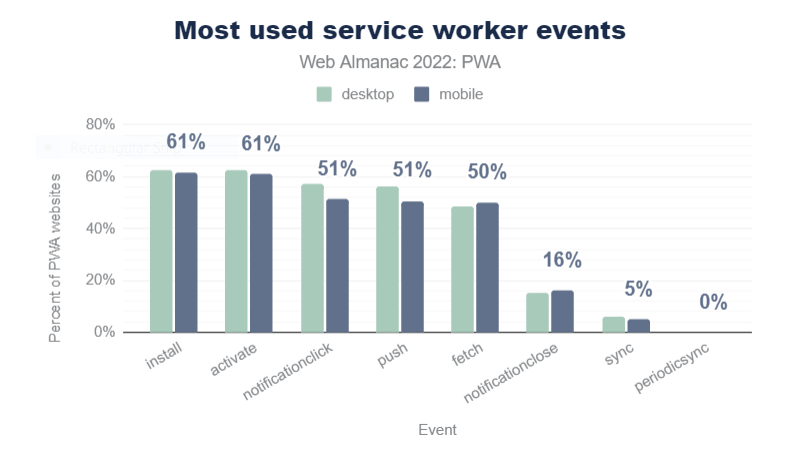 Most used service worker events
Web Almanac 2022: PWA
desktop mobile
80%
60%
40%
20%
0%
Percent of PWA websites
61%
61%
51%
51%
50%
16%
5%
0%
install
activate
notificationclick
push
fetch
notificationclose
sync
periodicsync
Event